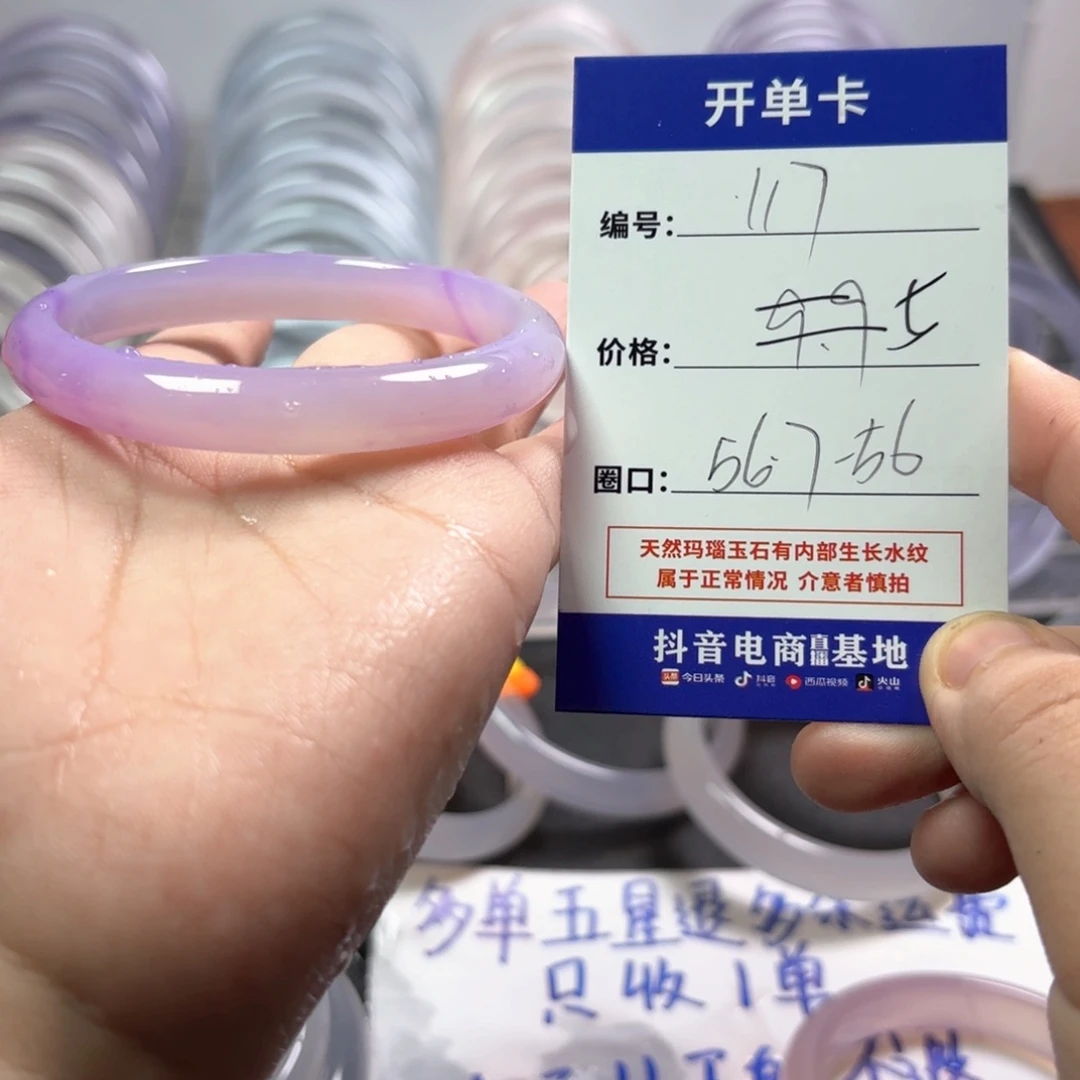 开单卡
编号: 117
价格: 七
圈口: 56.7-56
天然玛瑙玉石有内部生长水纹
属于正常情况 介意者慎拍
抖音电商直播基地
头条 今日头条 抖音 西瓜视频 火山
多单五星退多余运费
只收1单